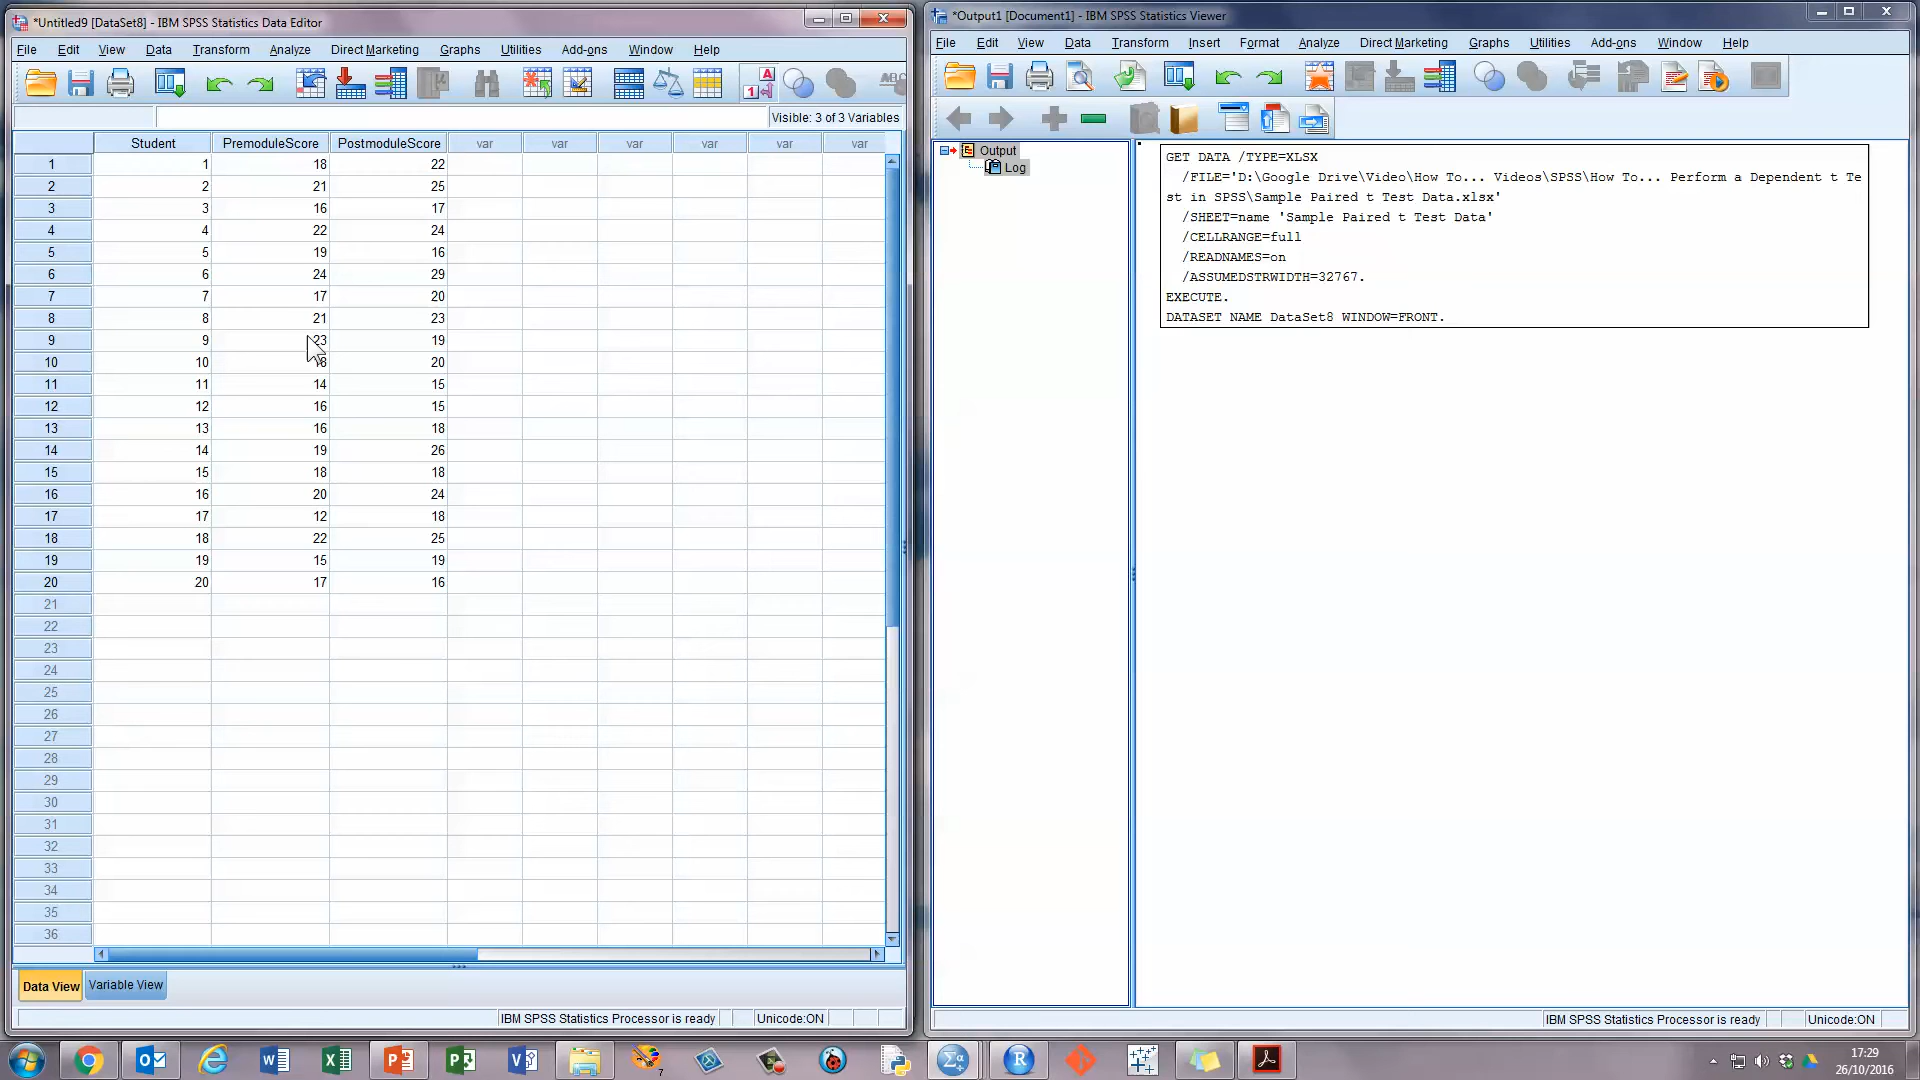 *Untitled9 [DataSet8] - IBM SPSS Statistics Data Editor
File Edit View Data Transform Analyze Direct Marketing Graphs Utilities Add-ons Window Help
Visible: 3 of 3 Variables
Student PremoduleScore PostmoduleScore var var var var var var
1 1 18 22
2 2 21 25
3 3 16 17
4 4 22 24
5 5 19 16
6 6 24 29
7 7 17 20
8 8 21 23
9 9 23 19
10 10 8 20
11 11 14 15
12 12 16 15
13 13 16 18
14 14 19 26
15 15 18 18
16 16 20 24
17 17 12 18
18 18 22 25
19 19 15 19
20 20 17 16
21
22
23
24
25
26
27
28
29
30
31
32
33
34
35
36
Data View Variable View
IBM SPSS Statistics Processor is ready Unicode:ON
*Output1 [Document1] - IBM SPSS Statistics Viewer
File Edit View Data Transform Insert Format Analyze Direct Marketing Graphs Utilities Add-ons Window Help
Output
Log
GET DATA /TYPE=XLSX
/FILE='D:\Google Drive\Video\How To... Videos\SPSS\How To... Perform a Dependent t Te
st in SPSS\Sample Paired t Test Data.xlsx'
/SHEET=name 'Sample Paired t Test Data'
/CELLRANGE=full
/READNAMES=on
/ASSUMEDSTRWIDTH=32767.
EXECUTE.
DATASET NAME DataSet8 WINDOW=FRONT.
IBM SPSS Statistics Processor is ready Unicode:ON
17:29
26/10/2016